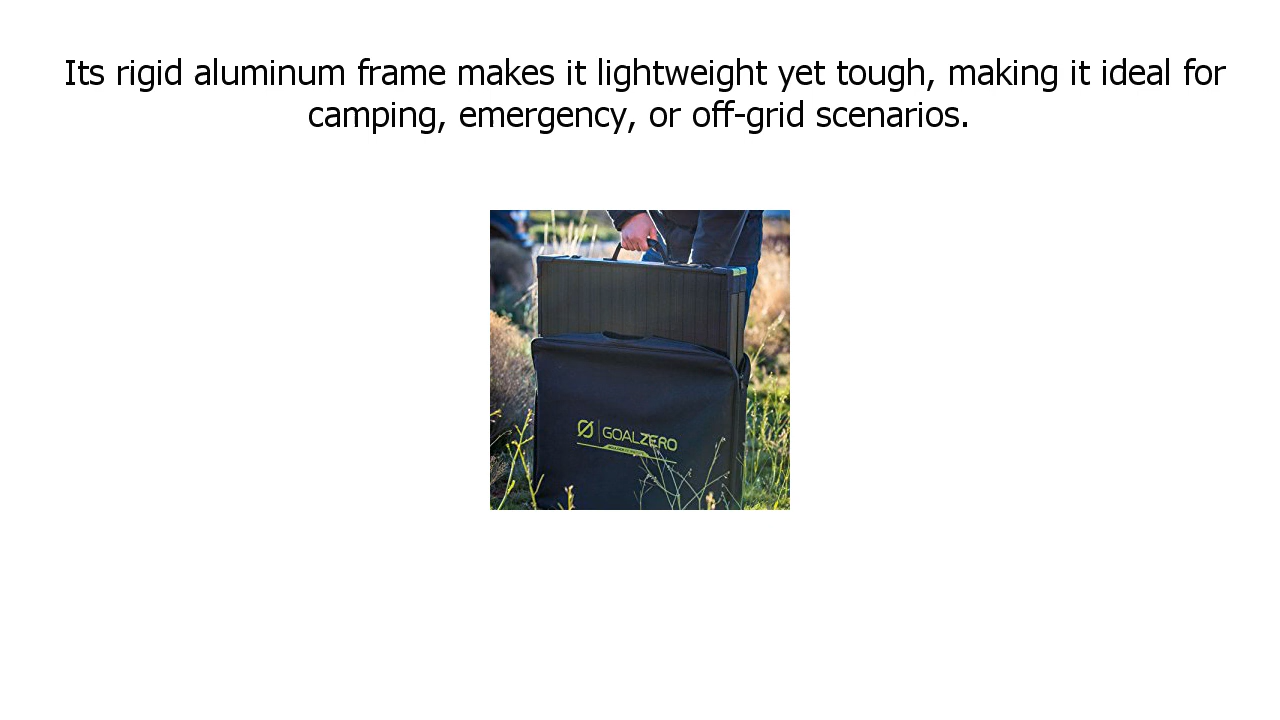 Its rigid aluminum frame makes it lightweight yet tough, making it ideal for
camping, emergency, or off-grid scenarios.
GOALZERO